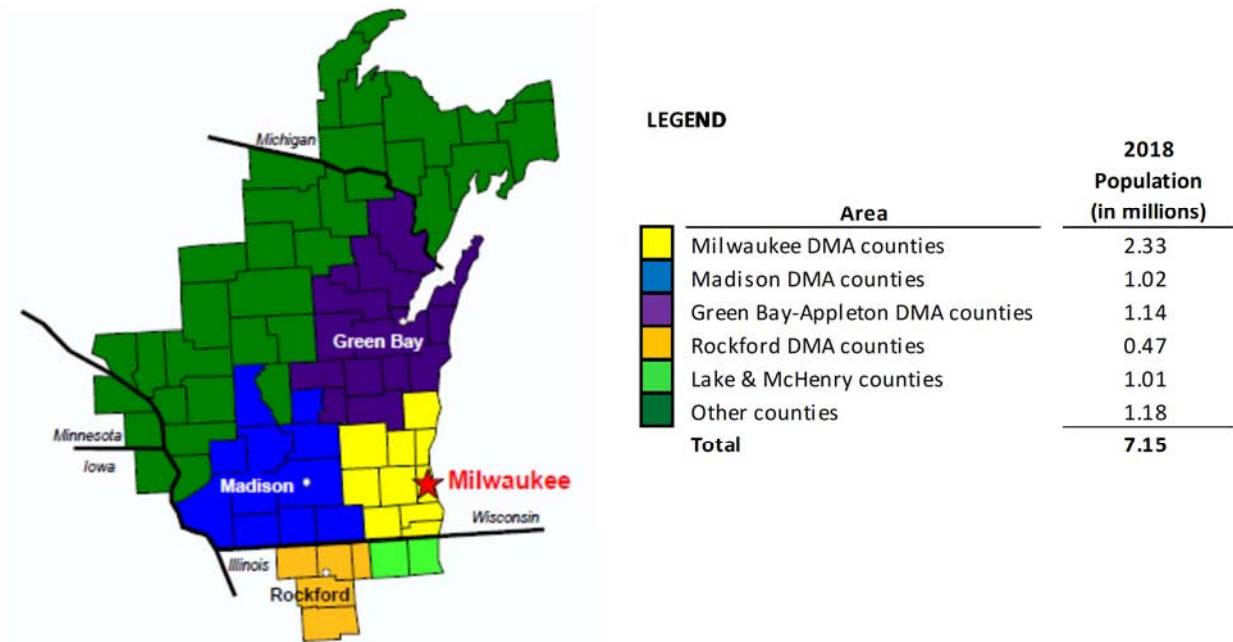 Michigan
Green Bay
Minnesota
Iowa
Madison
Milwaukee
Wisconsin
Illinois
Rockford
LEGEND
2018
Population
Area (in millions)
Milwaukee DMA counties 2.33
Madison DMA counties 1.02
Green Bay-Appleton DMA counties 1.14
Rockford DMA counties 0.47
Lake & McHenry counties 1.01
Other counties 1.18
Total 7.15